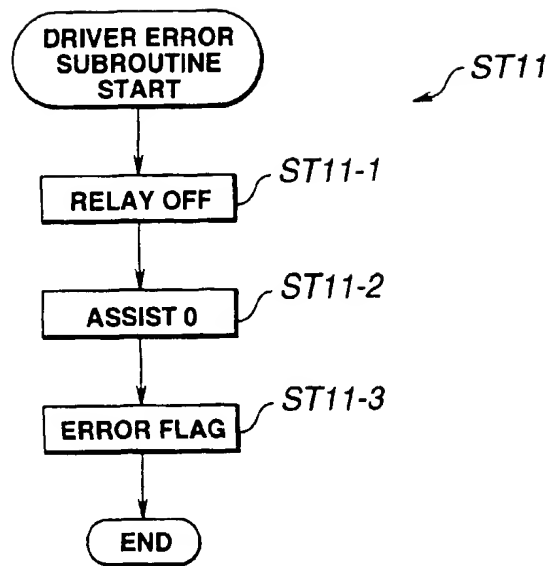 DRIVER ERROR
SUBROUTINE
START
ST11
RELAY OFF
ST11-1
ASSIST 0
ST11-2
ERROR FLAG
ST11-3
END